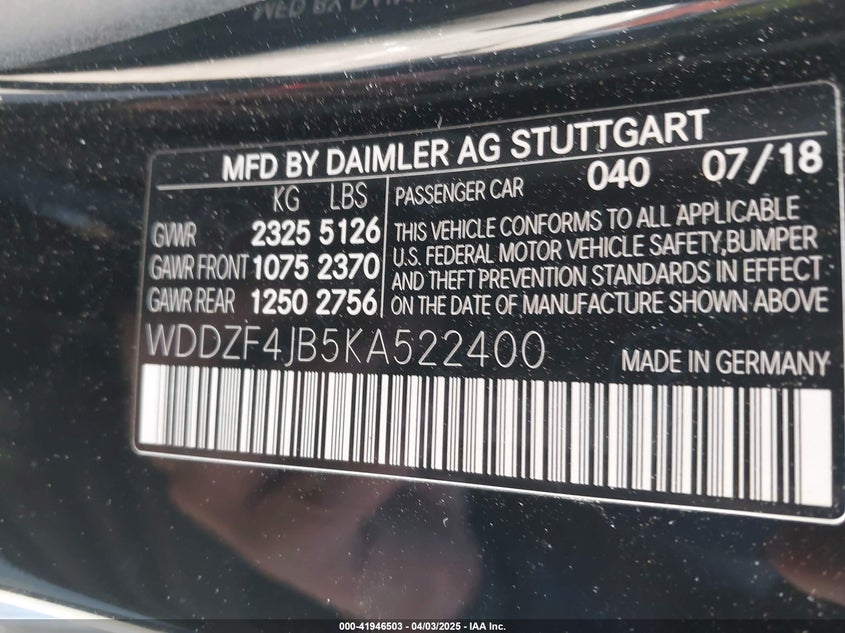 MFD BY DAIMLER AG STUTTGART
KG LBS PASSENGER CAR 040 07/18
GVWR 2325 5126
GAWR FRONT 1075 2370
GAWR REAR 1250 2756
THIS VEHICLE CONFORMS TO ALL APPLICABLE
U.S. FEDERAL MOTOR VEHICLE SAFETY,BUMPER
AND THEFT PREVENTION STANDARDS IN EFFECT
ON THE DATE OF MANUFACTURE SHOWN ABOVE
WDDZF4JB5KA522400 MADE IN GERMANY
000-41946503 - 04/03/2025 - IAA Inc.